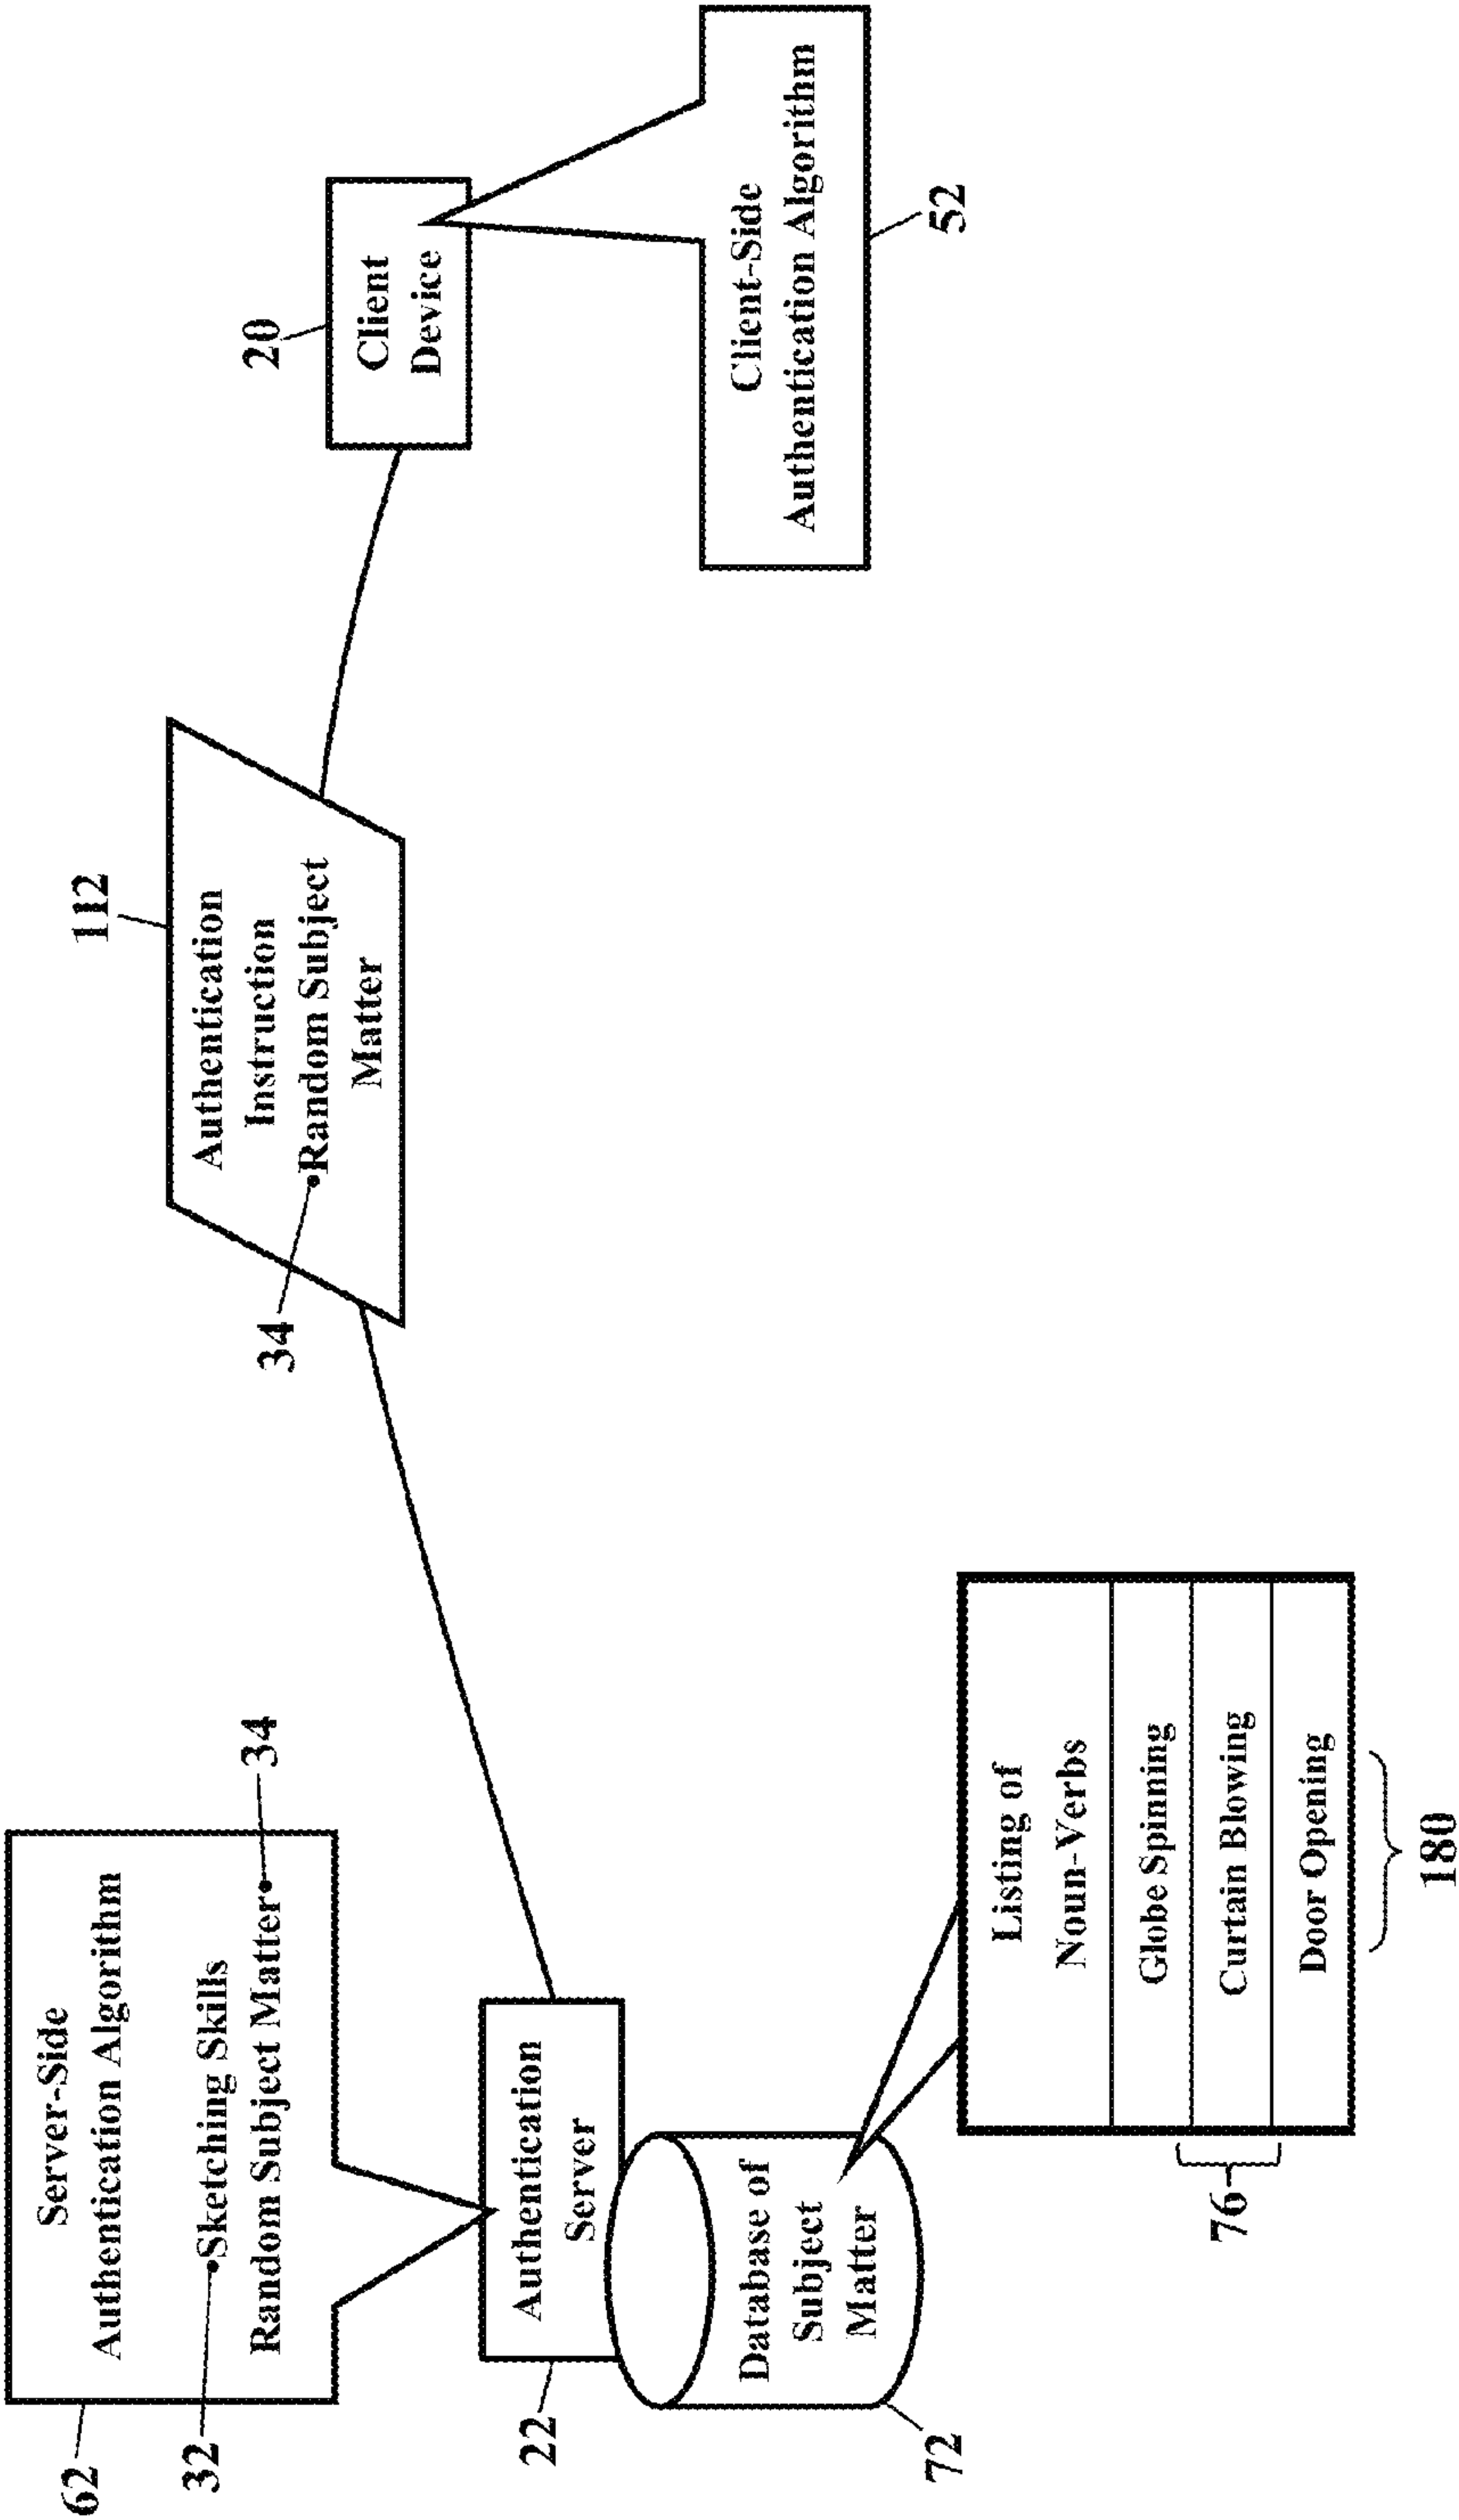 62
Server-Side
Authentication Algorithm
32
•Sketching Skills
Random Subject Matter•
34
22
Authentication
Server
72
Database of
Subject
Matter
Listing of
Noun-Verbs
Globe Spinning
Curtain Blowing
Door Opening
76
180
112
Authentication
Instruction
•Random Subject
Matter
34
20
Client
Device
Client-Side
Authentication Algorithm
52